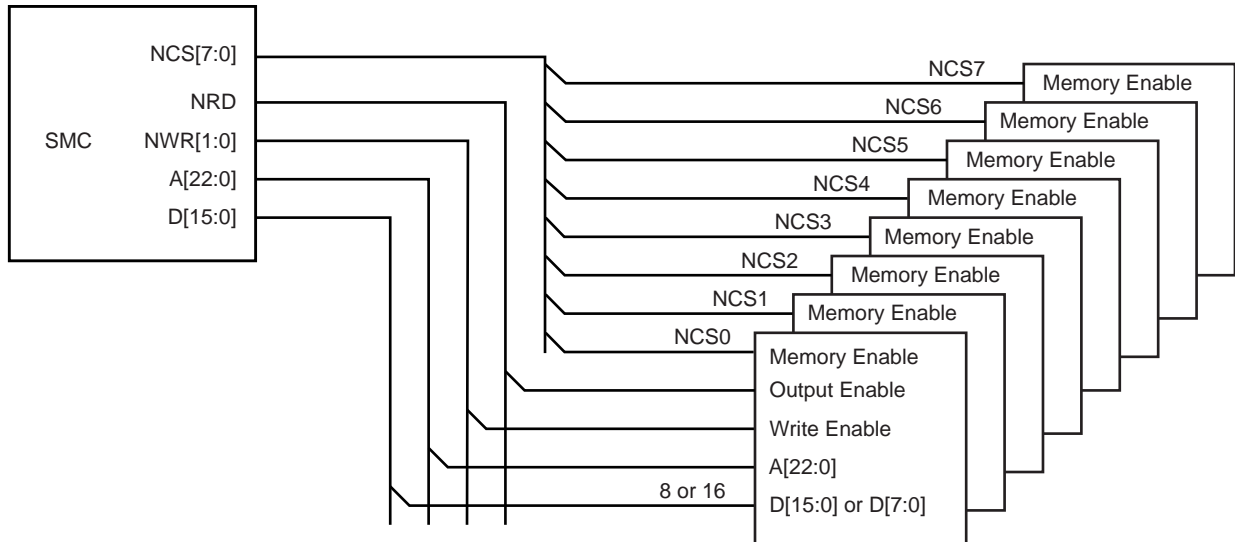 NCS[7:0]
NRD
SMC
NWR[1:0]
A[22:0]
D[15:0]
NCS7
Memory Enable
NCS6
Memory Enable
NCS5
Memory Enable
NCS4
Memory Enable
NCS3
Memory Enable
NCS2
Memory Enable
NCS1
Memory Enable
NCS0
Memory Enable
Output Enable
Write Enable
A[22:0]
8 or 16
D[15:0] or D[7:0]